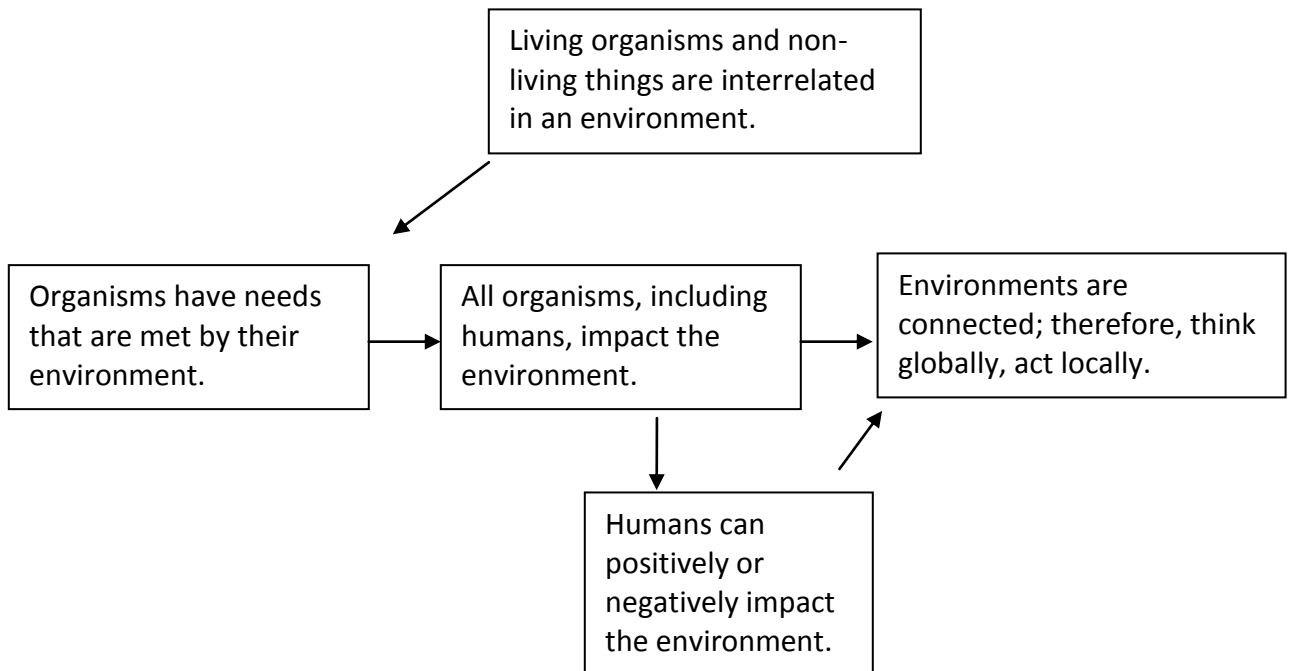 Living organisms and non-
living things are interrelated
in an environment.
Organisms have needs
that are met by their
environment.
All organisms, including
humans, impact the
environment.
Environments are
connected; therefore, think
globally, act locally.
Humans can
positively or
negatively impact
the environment.